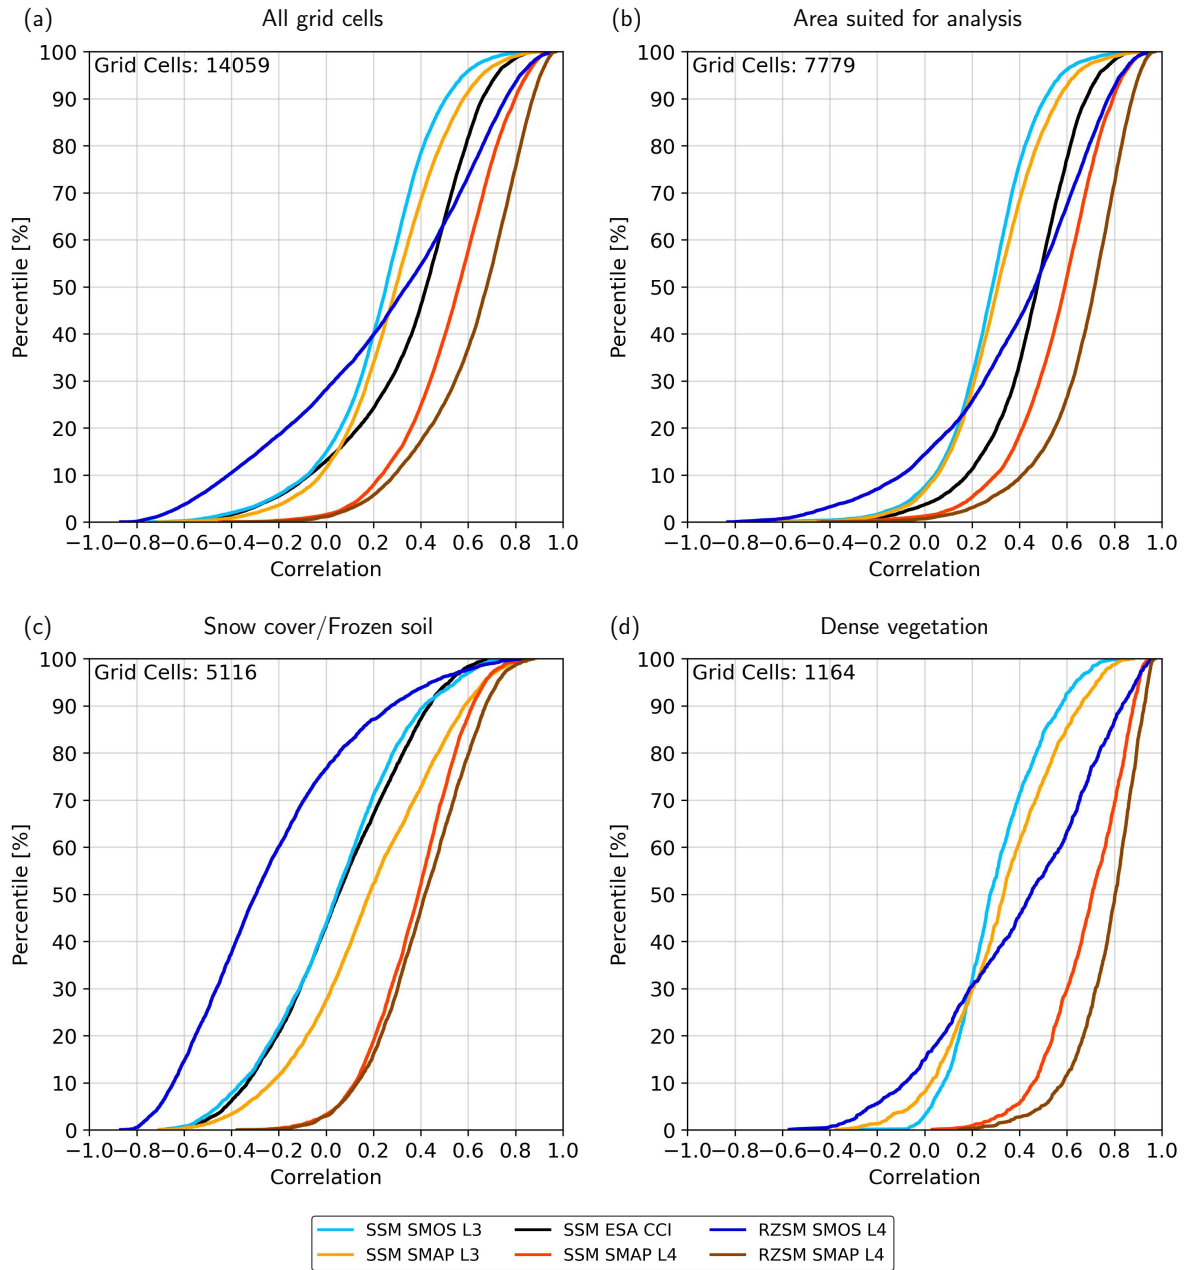 (a) All grid cells
Grid Cells: 14059
100
90
80
70
60
50
40
30
20
10
0
Percentile [%]
−1.0−0.8−0.6−0.4−0.2 0.0 0.2 0.4 0.6 0.8 1.0
Correlation
(b) Area suited for analysis
Grid Cells: 7779
100
90
80
70
60
50
40
30
20
10
0
Percentile [%]
−1.0−0.8−0.6−0.4−0.2 0.0 0.2 0.4 0.6 0.8 1.0
Correlation
(c) Snow cover/Frozen soil
Grid Cells: 5116
100
90
80
70
60
50
40
30
20
10
0
Percentile [%]
−1.0−0.8−0.6−0.4−0.2 0.0 0.2 0.4 0.6 0.8 1.0
Correlation
(d) Dense vegetation
Grid Cells: 1164
100
90
80
70
60
50
40
30
20
10
0
Percentile [%]
−1.0−0.8−0.6−0.4−0.2 0.0 0.2 0.4 0.6 0.8 1.0
Correlation
SSM SMOS L3 SSM ESA CCI RZSM SMOS L4
SSM SMAP L3 SSM SMAP L4 RZSM SMAP L4